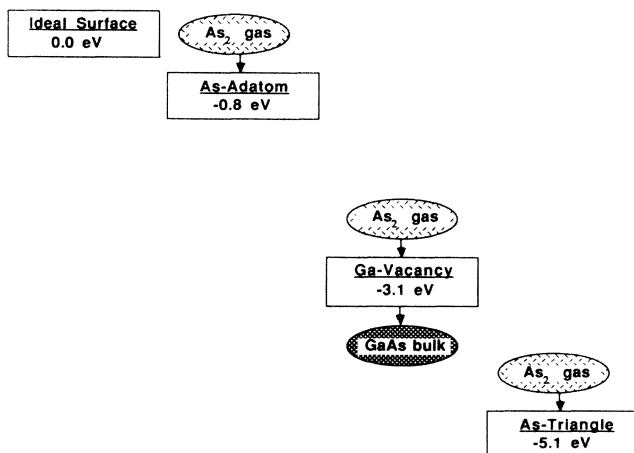 Ideal Surface
0.0 eV
As₂ gas
As-Adatom
-0.8 eV
As₂ gas
Ga-Vacancy
-3.1 eV
GaAs bulk
As₂ gas
As-Triangle
-5.1 eV